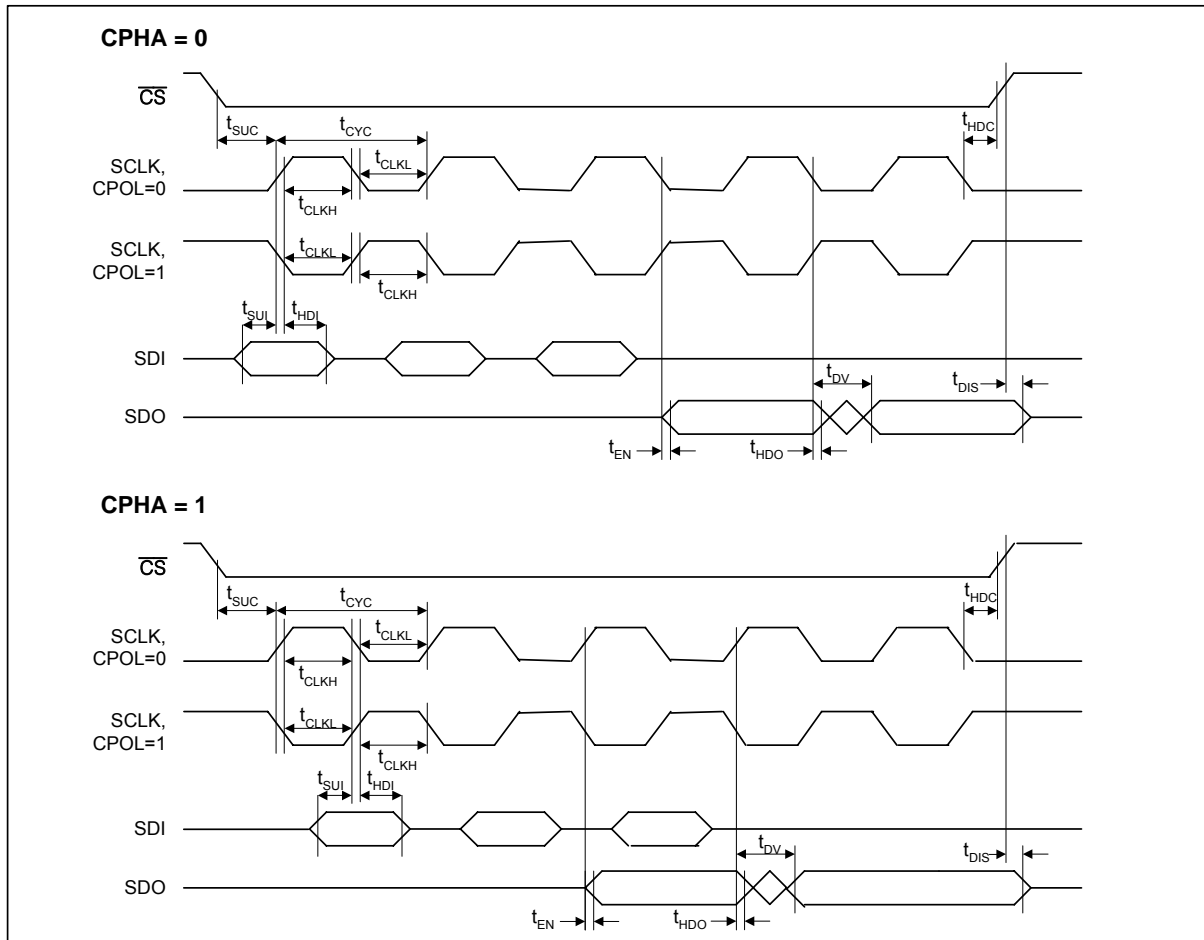 CPHA = 0
CS
tSUC
tCYC
tHDC
SCLK,
CPOL=0
tCLKL
tCLKH
SCLK,
CPOL=1
tCLKL
tCLKH
tSUI
tHDI
SDI
tDV
tDIS
SDO
tEN
tHDO
CPHA = 1
CS
tSUC
tCYC
tHDC
SCLK,
CPOL=0
tCLKL
tCLKH
SCLK,
CPOL=1
tCLKL
tCLKH
tSUI
tHDI
SDI
tDV
tDIS
SDO
tEN
tHDO